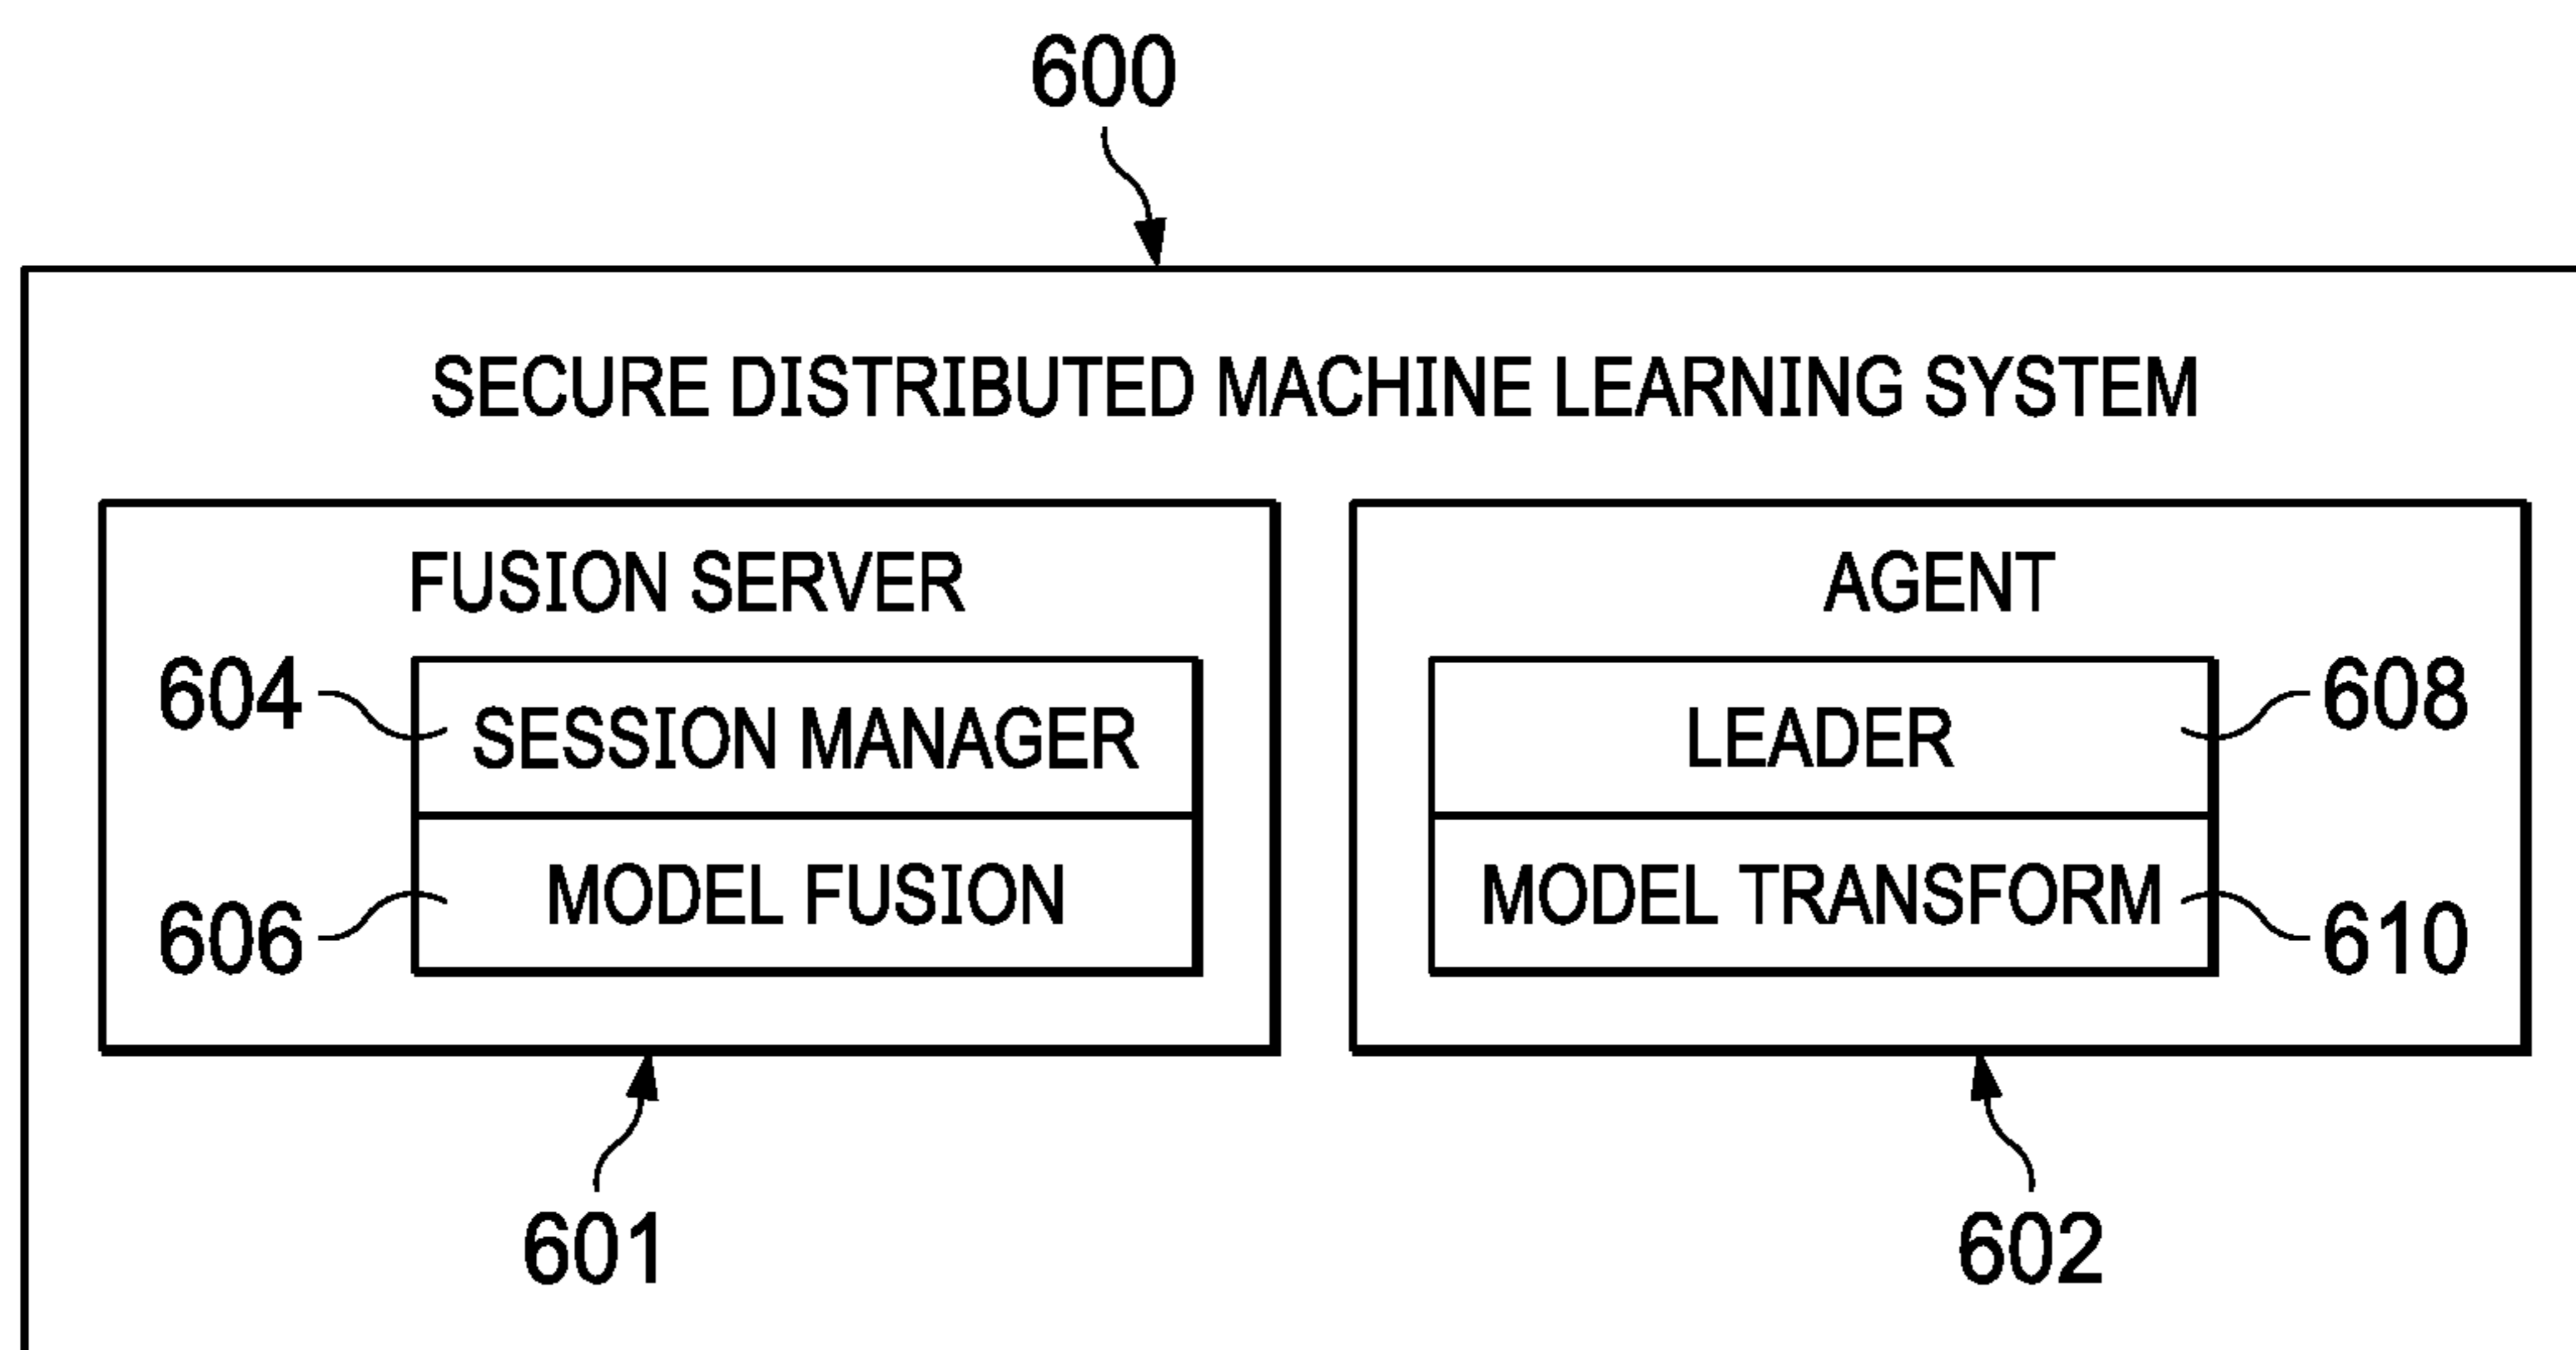 600
SECURE DISTRIBUTED MACHINE LEARNING SYSTEM
FUSION SERVER
604
SESSION MANAGER
606
MODEL FUSION
601
AGENT
LEADER
608
MODEL TRANSFORM
610
602